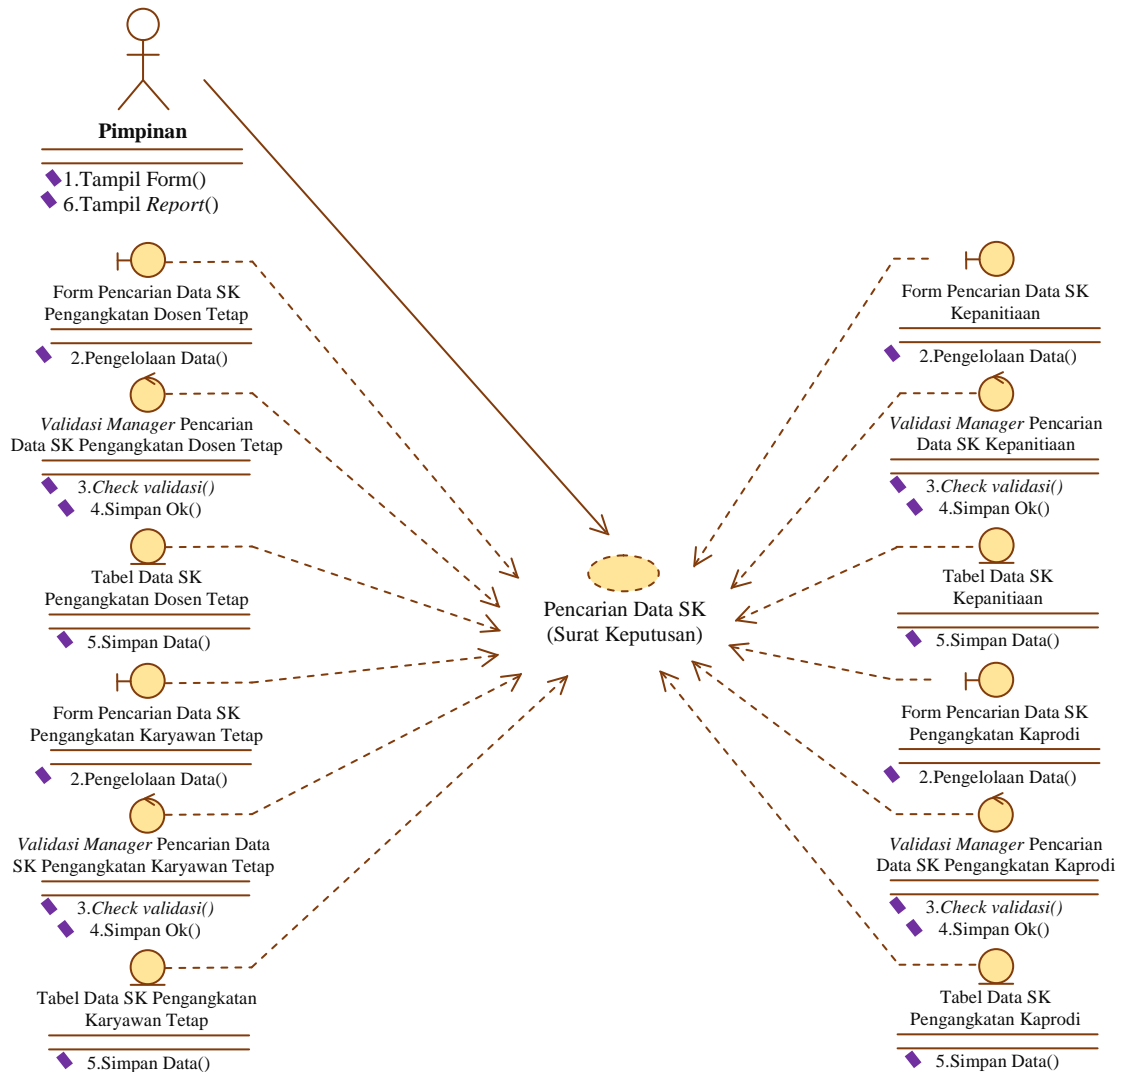 Pimpinan
1.Tampil Form()
6.Tampil Report()
Form Pencarian Data SK
Pengangkatan Dosen Tetap
2.Pengelolaan Data()
Validasi Manager Pencarian
Data SK Pengangkatan Dosen Tetap
3.Check validasi()
4.Simpan Ok()
Tabel Data SK
Pengangkatan Dosen Tetap
5.Simpan Data()
Form Pencarian Data SK
Pengangkatan Karyawan Tetap
2.Pengelolaan Data()
Validasi Manager Pencarian Data
SK Pengangkatan Karyawan Tetap
3.Check validasi()
4.Simpan Ok()
Tabel Data SK Pengangkatan
Karyawan Tetap
5.Simpan Data()
Pencarian Data SK
(Surat Keputusan)
Form Pencarian Data SK
Kepanitiaan
2.Pengelolaan Data()
Validasi Manager Pencarian
Data SK Kepanitiaan
3.Check validasi()
4.Simpan Ok()
Tabel Data SK
Kepanitiaan
5.Simpan Data()
Form Pencarian Data SK
Pengangkatan Kaprodi
2.Pengelolaan Data()
Validasi Manager Pencarian
Data SK Pengangkatan Kaprodi
3.Check validasi()
4.Simpan Ok()
Tabel Data SK
Pengangkatan Kaprodi
5.Simpan Data()